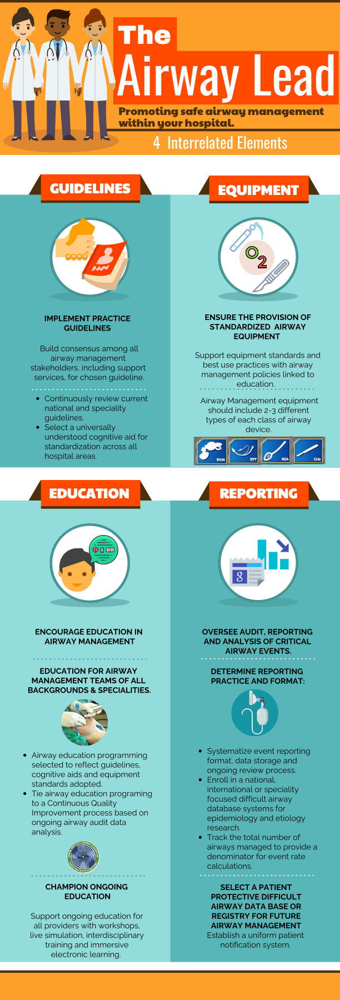 The
Airway Lead
Promoting safe airway management
within your hospital.
4 Interrelated Elements
GUIDELINES
IMPLEMENT PRACTICE
GUIDELINES
Build consensus among all
airway management
stakeholders, including support
services, for chosen guideline.
• Continuously review current
national and speciality
guidelines.
• Select a universally
understood cognitive aid for
standardization across all
hospital areas.
EQUIPMENT
O2
ENSURE THE PROVISION OF
STANDARDIZED AIRWAY
EQUIPMENT
Support equipment standards and
best use practices with airway
management policies linked to
education.
Airway Management equipment
should include 2-3 different
types of each class of airway
device.
BVM
ETT
SGA
Cric
EDUCATION
ENCOURAGE EDUCATION IN
AIRWAY MANAGEMENT
EDUCATION FOR AIRWAY
MANAGEMENT TEAMS OF ALL
BACKGROUNDS & SPECIALITIES.
• Airway education programming
selected to reflect guidelines,
cognitive aids and equipment
standards adopted.
• Tie airway education programing
to a Continuous Quality
Improvement process based on
ongoing airway audit data
analysis.
CHAMPION ONGOING
EDUCATION
Support ongoing education for
all providers with workshops,
live simulation, interdisciplinary
training and immersive
electronic learning.
REPORTING
g
OVERSEE AUDIT, REPORTING
AND ANALYSIS OF CRITICAL
AIRWAY EVENTS.
DETERMINE REPORTING
PRACTICE AND FORMAT:
• Systematize event reporting
format, data storage and
ongoing review process.
• Enroll in a national,
international or speciality
focused difficult airway
database systems for
epidemiology and etiology
research.
• Track the total number of
airways managed to provide a
denominator for event rate
calculations.
SELECT A PATIENT
PROTECTIVE DIFFICULT
AIRWAY DATA BASE OR
REGISTRY FOR FUTURE
AIRWAY MANAGEMENT
Establish a uniform patient
notification system.